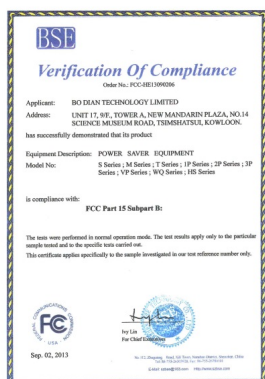 BSE
Verification Of Compliance
Order No.: PCC-HE13090206
Applicant: BO DIAN TECHNOLOGY LIMITED
Address: UNIT 17, 9/F., TOWER A, NEW MANDARIN PLAZA, NO.14
SCIENCE MUSEUM ROAD, TSIMSHATSUI, KOWLOON.
has successfully demonstrated that its product
Equipment Description: POWER SAVER EQUIPMENT
Model No: S Series ; M Series ; T Series ; 1P Series ; 2P Series ; 3P
Series ; VP Series ; WQ Series ; HS Series
is compliance with:
FCC Part 15 Subpart B:
The tests were performed in normal operation mode. The test results apply only to the particular
sample tested and to the specific tests carried out.
This certificate applies specifically to the sample investigated in our test reference number only.
FC
USA
Ivy Lin
For Chief Executives
Sep. 02, 2013